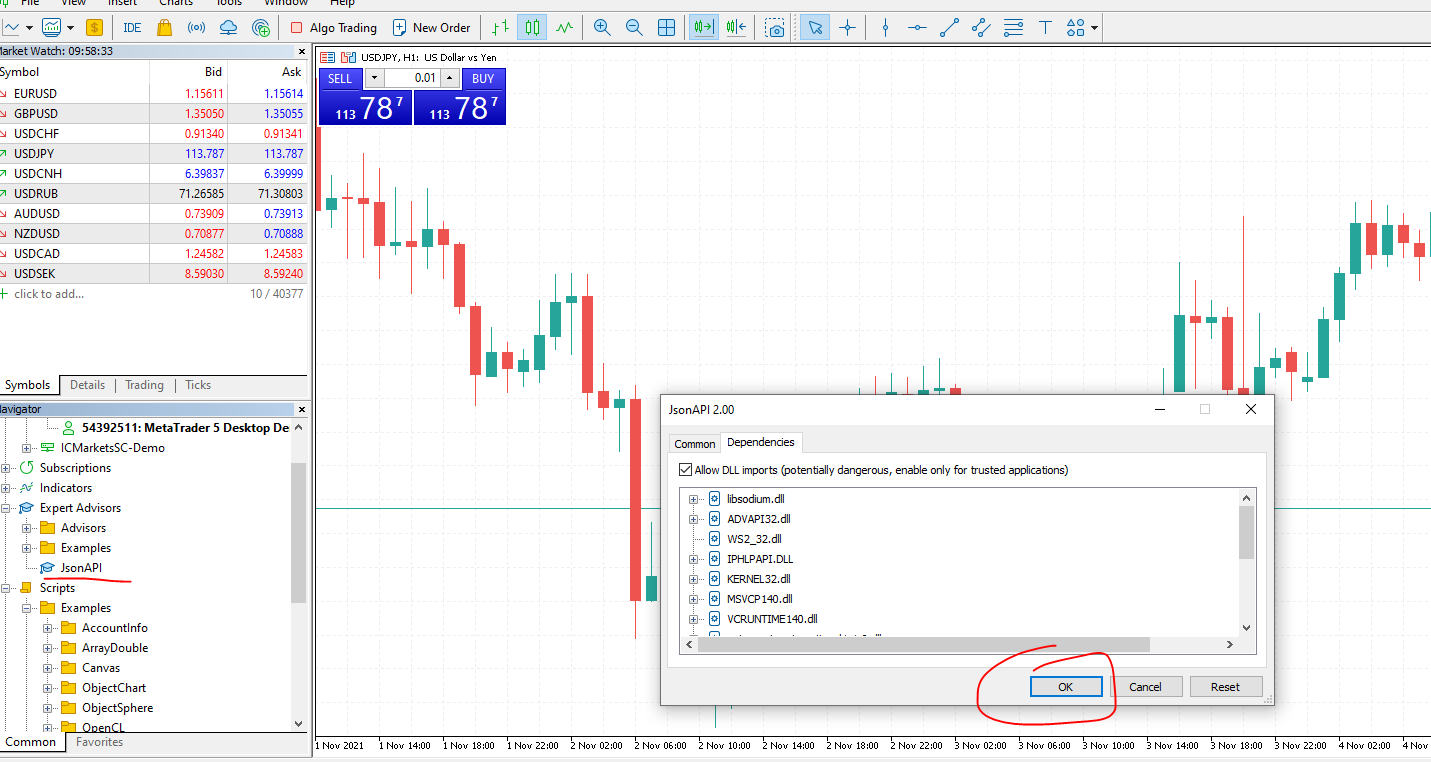 File View Insert Charts Tools Window Help
IDE Algo Trading New Order
Market Watch: 09:58:33
Symbol Bid Ask
EURUSD 1.15611 1.15614
GBPUSD 1.35050 1.35055
USDCHF 0.91340 0.91341
USDJPY 113.787 113.787
USDCNH 6.39837 6.39999
USDRUB 71.26585 71.30803
AUDUSD 0.73909 0.73913
NZDUSD 0.70877 0.70888
USDCAD 1.24582 1.24583
USDSEK 8.59030 8.59240
click to add... 10 / 40377
Symbols Details Trading Ticks
Navigator
54392511: MetaTrader 5 Desktop De
ICMarketsSC-Demo
Subscriptions
Indicators
Expert Advisors
Advisors
Examples
JsonAPI
Scripts
Examples
AccountInfo
ArrayDouble
Canvas
ObjectChart
ObjectSphere
OpenCL
Common Favorites
USDJPY, H1: US Dollar vs Yen
SELL 0.01 BUY
113 78 7 113 78 7
JsonAPI 2.00
Common Dependencies
Allow DLL imports (potentially dangerous, enable only for trusted applications)
libsodium.dll
ADVAPI32.dll
WS2_32.dll
IPHLPAPI.DLL
KERNEL32.dll
MSVCP140.dll
VCRUNTIME140.dll
OK Cancel Reset
1 Nov 2021 1 Nov 14:00 1 Nov 18:00 1 Nov 22:00 2 Nov 02:00 2 Nov 06:00 2 Nov 10:00 2 Nov 14:00 2 Nov 18:00 2 Nov 22:00 3 Nov 02:00 3 Nov 06:00 3 Nov 10:00 3 Nov 14:00 3 Nov 18:00 3 Nov 22:00 4 Nov 02:00 4 Nov